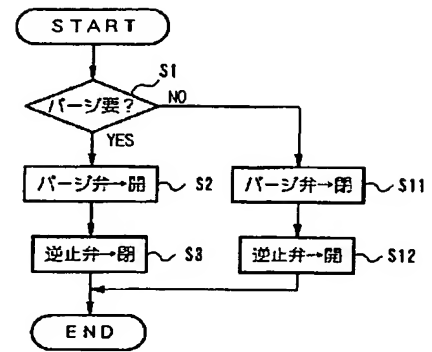 START
S1
パージ要?
NO
YES
パージ弁→開
S2
パージ弁→閉
S11
逆止弁→閉
S3
逆止弁→開
S12
END